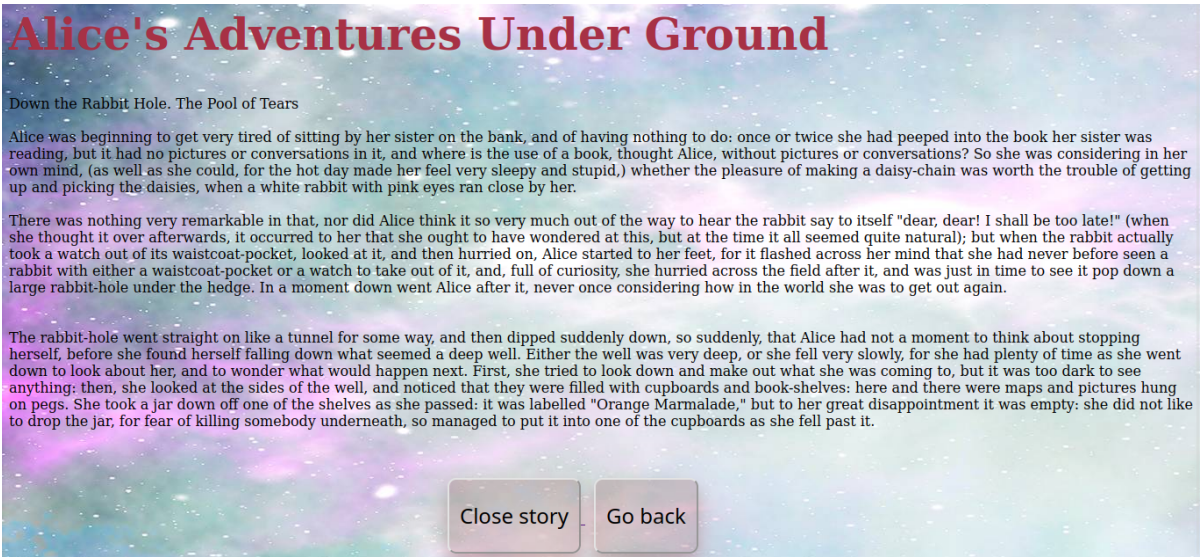 Alice's Adventures Under Ground
Down the Rabbit Hole. The Pool of Tears
Alice was beginning to get very tired of sitting by her sister on the bank, and of having nothing to do: once or twice she had peeped into the book her sister was
reading, but it had no pictures or conversations in it, and where is the use of a book, thought Alice, without pictures or conversations? So she was considering in her
own mind, (as well as she could, for the hot day made her feel very sleepy and stupid,) whether the pleasure of making a daisy-chain was worth the trouble of getting
up and picking the daisies, when a white rabbit with pink eyes ran close by her.
There was nothing very remarkable in that, nor did Alice think it so very much out of the way to hear the rabbit say to itself "dear, dear! I shall be too late!" (when
she thought it over afterwards, it occurred to her that she ought to have wondered at this, but at the time it all seemed quite natural); but when the rabbit actually
took a watch out of its waistcoat-pocket, looked at it, and then hurried on, Alice started to her feet, for it flashed across her mind that she had never before seen a
rabbit with either a waistcoat-pocket or a watch to take out of it, and, full of curiosity, she hurried across the field after it, and was just in time to see it pop down a
large rabbit-hole under the hedge. In a moment down went Alice after it, never once considering how in the world she was to get out again.
The rabbit-hole went straight on like a tunnel for some way, and then dipped suddenly down, so suddenly, that Alice had not a moment to think about stopping
herself, before she found herself falling down what seemed a deep well. Either the well was very deep, or she fell very slowly, for she had plenty of time as she went
down to look about her, and to wonder what would happen next. First, she tried to look down and make out what she was coming to, but it was too dark to see
anything: then, she looked at the sides of the well, and noticed that they were filled with cupboards and book-shelves: here and there were maps and pictures hung
on pegs. She took a jar down off one of the shelves as she passed: it was labelled "Orange Marmalade," but to her great disappointment it was empty: she did not like
to drop the jar, for fear of killing somebody underneath, so managed to put it into one of the cupboards as she fell past it.
Close story Go back